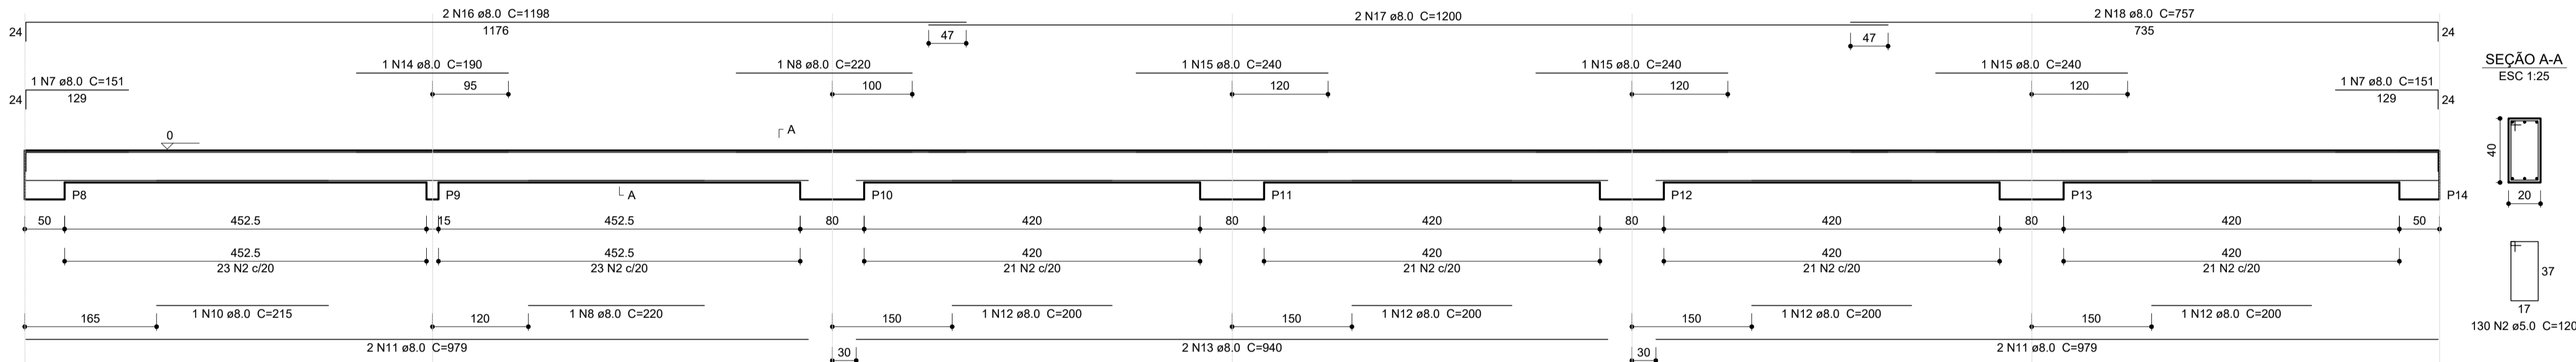 2 N16 ø8.0 C=1198
2 N17 ø8.0 C=1200
2 N18 ø8.0 C=757
24
1176
47
47
735
24
1 N14 ø8.0 C=190
1 N8 ø8.0 C=220
1 N15 ø8.0 C=240
1 N15 ø8.0 C=240
1 N15 ø8.0 C=240
SEÇÃO A-A
ESC 1:25
1 N7 ø8.0 C=151
95
100
120
120
120
1 N7 ø8.0 C=151
24
129
129
24
0
A
40
P8
P9
A
P10
P11
P12
P13
P14
20
50
452.5
15
452.5
80
420
80
420
80
420
80
420
50
452.5
452.5
420
420
420
420
23 N2 c/20
23 N2 c/20
21 N2 c/20
21 N2 c/20
21 N2 c/20
21 N2 c/20
37
17
1 N10 ø8.0 C=215
1 N8 ø8.0 C=220
1 N12 ø8.0 C=200
1 N12 ø8.0 C=200
1 N12 ø8.0 C=200
1 N12 ø8.0 C=200
165
120
150
150
150
150
130 N2 ø5.0 C=120
2 N11 ø8.0 C=979
30
2 N13 ø8.0 C=940
30
2 N11 ø8.0 C=979